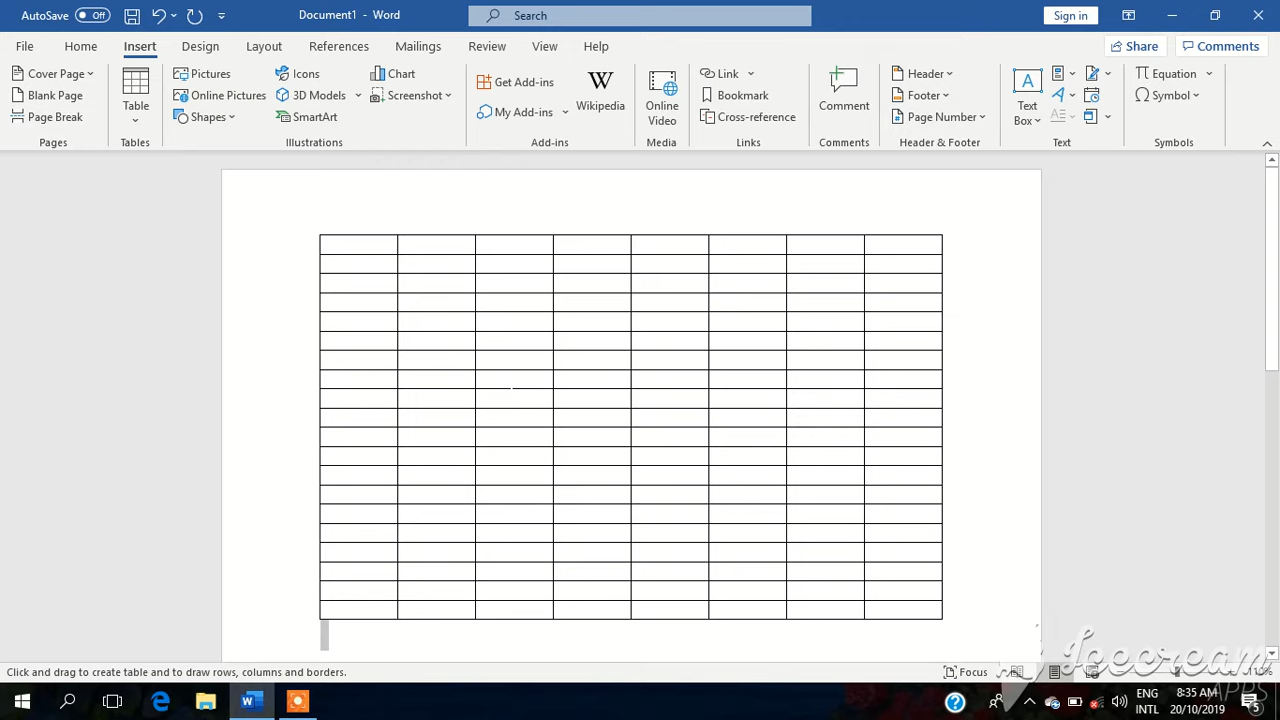 AutoSave Off Document1 - Word Search Sign in
File Home Insert Design Layout References Mailings Review View Help Share Comments
Cover Page
Blank Page
Page Break
Pages
Table
Tables
Pictures
Online Pictures
Shapes
Icons
3D Models
SmartArt
Chart
Screenshot
Illustrations
Get Add-ins
My Add-ins
Wikipedia
Add-ins
Online
Video
Media
Link
Bookmark
Cross-reference
Links
Comment
Comments
Header
Footer
Page Number
Header & Footer
Text
Box
Text
Equation
Symbol
Symbols
Click and drag to create table and to draw rows, columns and borders.
Focus
110%
Icecream
APPS
ENG
INTL
8:35 AM
20/10/2019
5